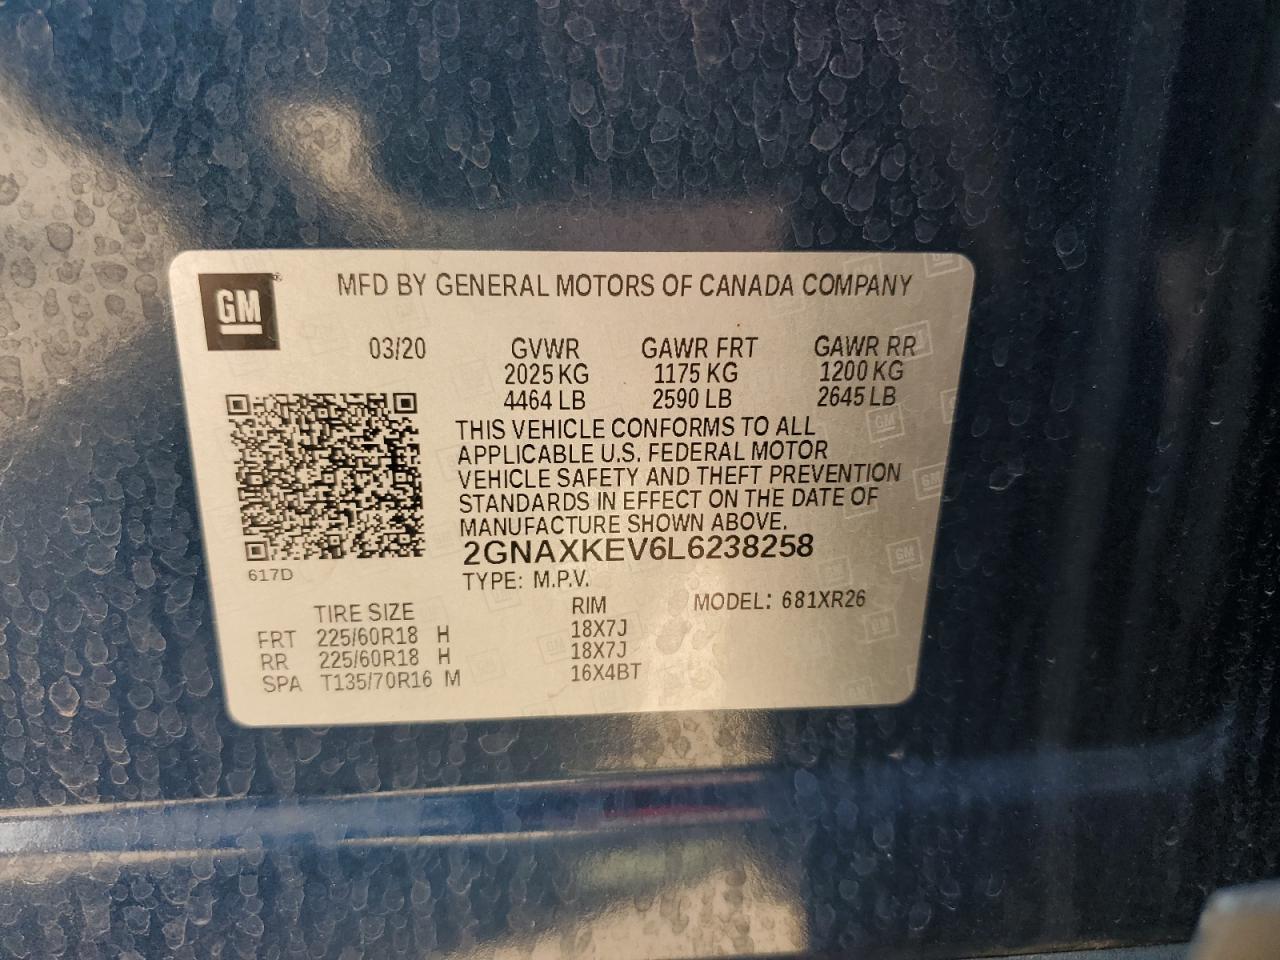 GM
MFD BY GENERAL MOTORS OF CANADA COMPANY
03/20 GVWR GAWR FRT GAWR RR
2025 KG 1175 KG 1200 KG
4464 LB 2590 LB 2645 LB
THIS VEHICLE CONFORMS TO ALL
APPLICABLE U.S. FEDERAL MOTOR
VEHICLE SAFETY AND THEFT PREVENTION
STANDARDS IN EFFECT ON THE DATE OF
MANUFACTURE SHOWN ABOVE.
2GNAXKEV6L6238258
617D
TYPE: M.P.V.
TIRE SIZE RIM MODEL: 681XR26
FRT 225/60R18 H 18X7J
RR 225/60R18 H 18X7J
SPA T135/70R16 M 16X4BT